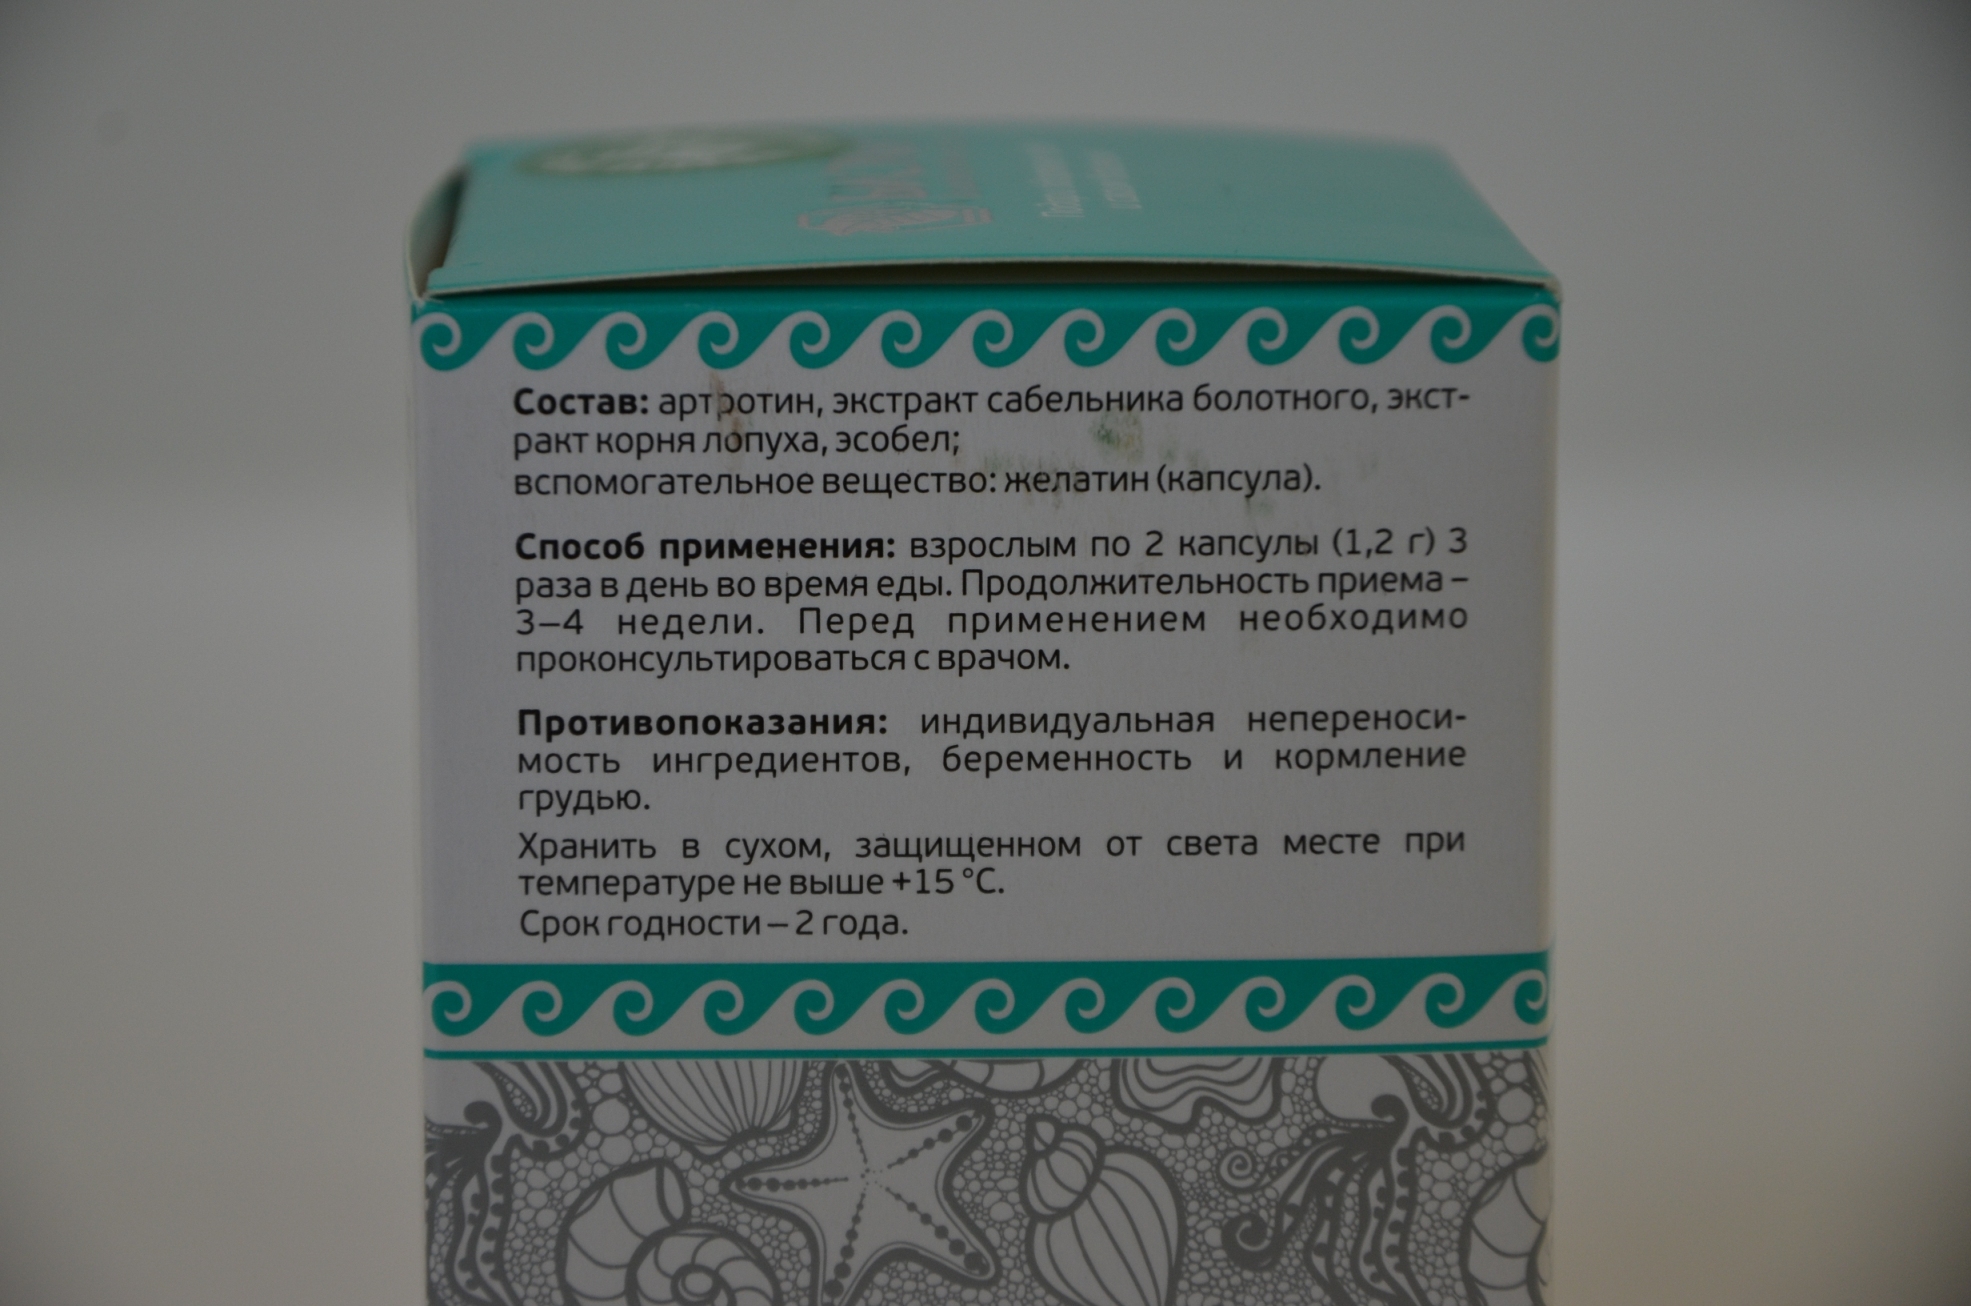 Состав: артротин, экстракт сабельника болотного, экст-
ракт корня лопуха, эсобел;
вспомогательное вещество: желатин (капсула).
Способ применения: взрослым по 2 капсулы (1,2 г) 3
раза в день во время еды. Продолжительность приема –
3–4 недели. Перед применением необходимо
проконсультироваться с врачом.
Противопоказания: индивидуальная непереноси-
мость ингредиентов, беременность и кормление
грудью.
Хранить в сухом, защищенном от света месте при
температуре не выше +15 °С.
Срок годности – 2 года.